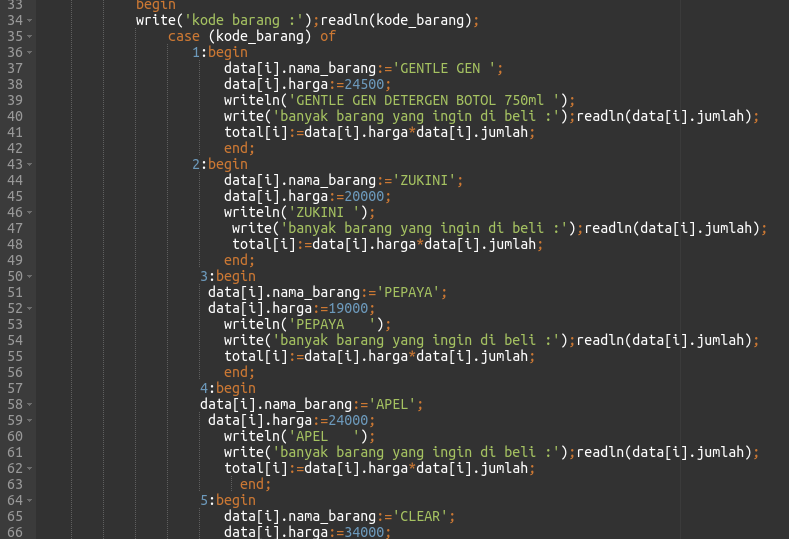 33 begin
34 write('kode barang :');readln(kode_barang);
35 case (kode_barang) of
36 1:begin
37 data[i].nama_barang:='GENTLE GEN ';
38 data[i].harga:=24500;
39 writeln('GENTLE GEN DETERGEN BOTOL 750ml ');
40 write('banyak barang yang ingin di beli :');readln(data[i].jumlah);
41 total[i]:=data[i].harga*data[i].jumlah;
42 end;
43 2:begin
44 data[i].nama_barang:='ZUKINI';
45 data[i].harga:=20000;
46 writeln('ZUKINI ');
47 write('banyak barang yang ingin di beli :');readln(data[i].jumlah);
48 total[i]:=data[i].harga*data[i].jumlah;
49 end;
50 3:begin
51 data[i].nama_barang:='PEPAYA';
52 data[i].harga:=19000;
53 writeln('PEPAYA   ');
54 write('banyak barang yang ingin di beli :');readln(data[i].jumlah);
55 total[i]:=data[i].harga*data[i].jumlah;
56 end;
57 4:begin
58 data[i].nama_barang:='APEL';
59 data[i].harga:=24000;
60 writeln('APEL   ');
61 write('banyak barang yang ingin di beli :');readln(data[i].jumlah);
62 total[i]:=data[i].harga*data[i].jumlah;
63 end;
64 5:begin
65 data[i].nama_barang:='CLEAR';
66 data[i].harga:=34000;